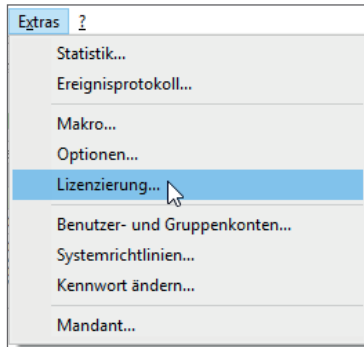 Extras ?
Statistik...
Ereignisprotokoll...
Makro...
Optionen...
Lizenzierung...
Benutzer- und Gruppenkonten...
Systemrichtlinien...
Kennwort ändern...
Mandant...